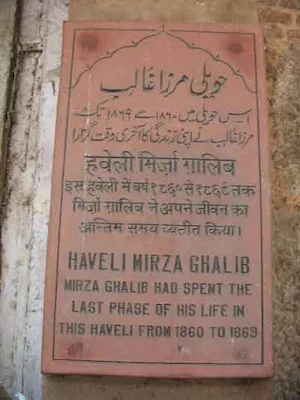 حویلی مرزا غالب
اس حویلی میں ۱۸۶۰ سے ۱۸۶۹ تک
مرزا غالب نے اپنی زندگی کا آخری وقت گزارا
हवेली मिर्ज़ा ग़ालिब
इस हवेली में वर्ष १८६० से १८६९ तक
मिर्ज़ा ग़ालिब ने अपने जीवन का
अन्तिम समय व्यतीत किया।
HAVELI MIRZA GHALIB
MIRZA GHALIB HAD SPENT THE
LAST PHASE OF HIS LIFE IN
THIS HAVELI FROM 1860 TO 1869